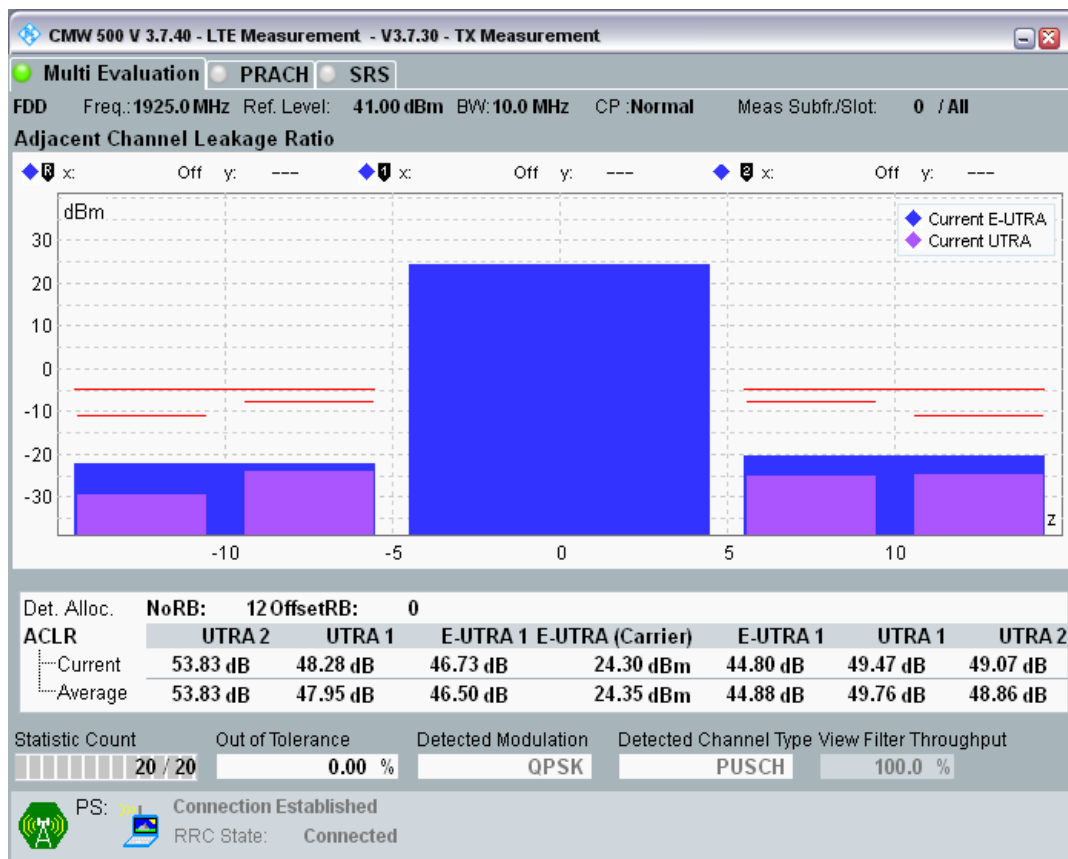 CMW 500 V 3.7.40 - LTE Measurement - V3.7.30 - TX Measurement
Multi Evaluation PRACH SRS
FDD Freq.:1925.0 MHz Ref. Level: 41.00 dBm BW:10.0 MHz CP :Normal Meas Subfr./Slot: 0 / All
Adjacent Channel Leakage Ratio
R x: Off y: --- 1 x: Off y: --- 2 x: Off y: ---
dBm
Current E-UTRA
Current UTRA
30
20
10
0
-10
-20
-30
z
-10 -5 0 5 10
Det. Alloc. NoRB: 12 OffsetRB: 0
ACLR UTRA 2 UTRA 1 E-UTRA 1 E-UTRA (Carrier) E-UTRA 1 UTRA 1 UTRA 2
Current 53.83 dB 48.28 dB 46.73 dB 24.30 dBm 44.80 dB 49.47 dB 49.07 dB
Average 53.83 dB 47.95 dB 46.50 dB 24.35 dBm 44.88 dB 49.76 dB 48.86 dB
Statistic Count Out of Tolerance Detected Modulation Detected Channel Type View Filter Throughput
20 / 20 0.00 % QPSK PUSCH 100.0 %
PS: Connection Established
RRC State: Connected